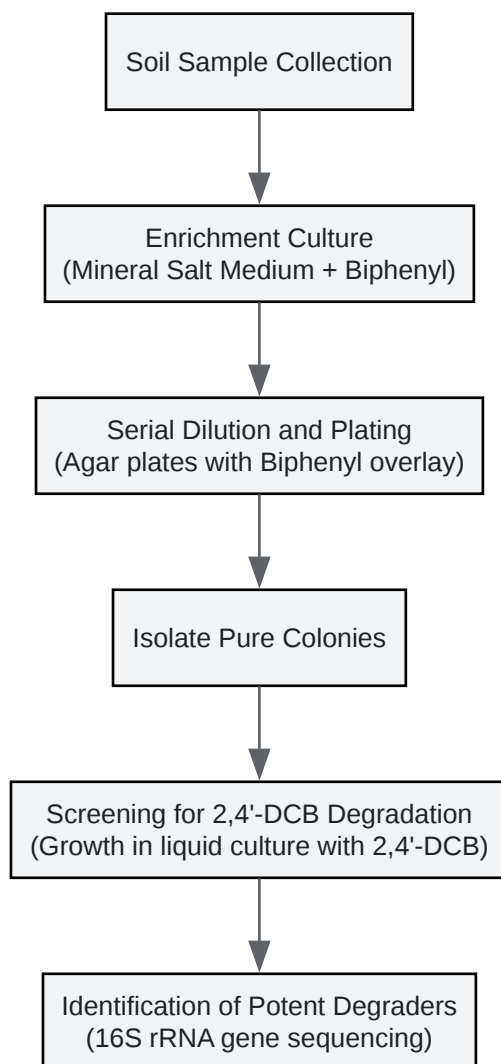 Soil Sample Collection
Enrichment Culture
(Mineral Salt Medium + Biphenyl)
Serial Dilution and Plating
(Agar plates with Biphenyl overlay)
Isolate Pure Colonies
Screening for 2,4'-DCB Degradation
(Growth in liquid culture with 2,4'-DCB)
Identification of Potent Degraders
(16S rRNA gene sequencing)